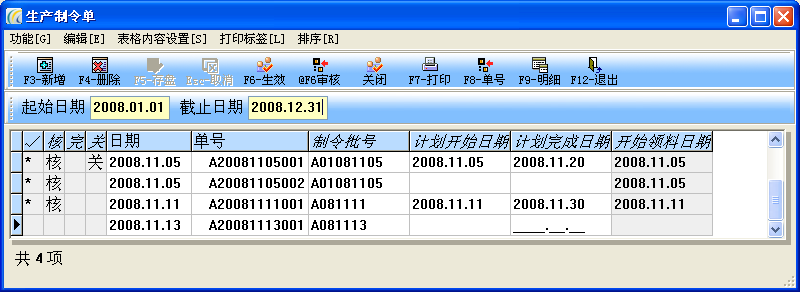 生产制令单
功能[G] 编辑[E] 表格内容设置[S] 打印标签[L] 排序[R]
F3-新增 F4-删除 F5-存盘 Esc-取消 F6-生效 @F6审核 关闭 F7-打印 F8-单号 F9-明细 F12-退出
起始日期 2008.01.01 截止日期 2008.12.31
✓ 核 完 关 日期 单号 制令批号 计划开始日期 计划完成日期 开始领料日期
* 核 关 2008.11.05 A20081105001 A01081105 2008.11.05 2008.11.20 2008.11.05
* 2008.11.05 A20081105002 A01081105 2008.11.05
* 核 2008.11.11 A20081111001 A081111 2008.11.11 2008.11.30 2008.11.11
2008.11.13 A20081113001 A081113 ____.__.__
共 4 项